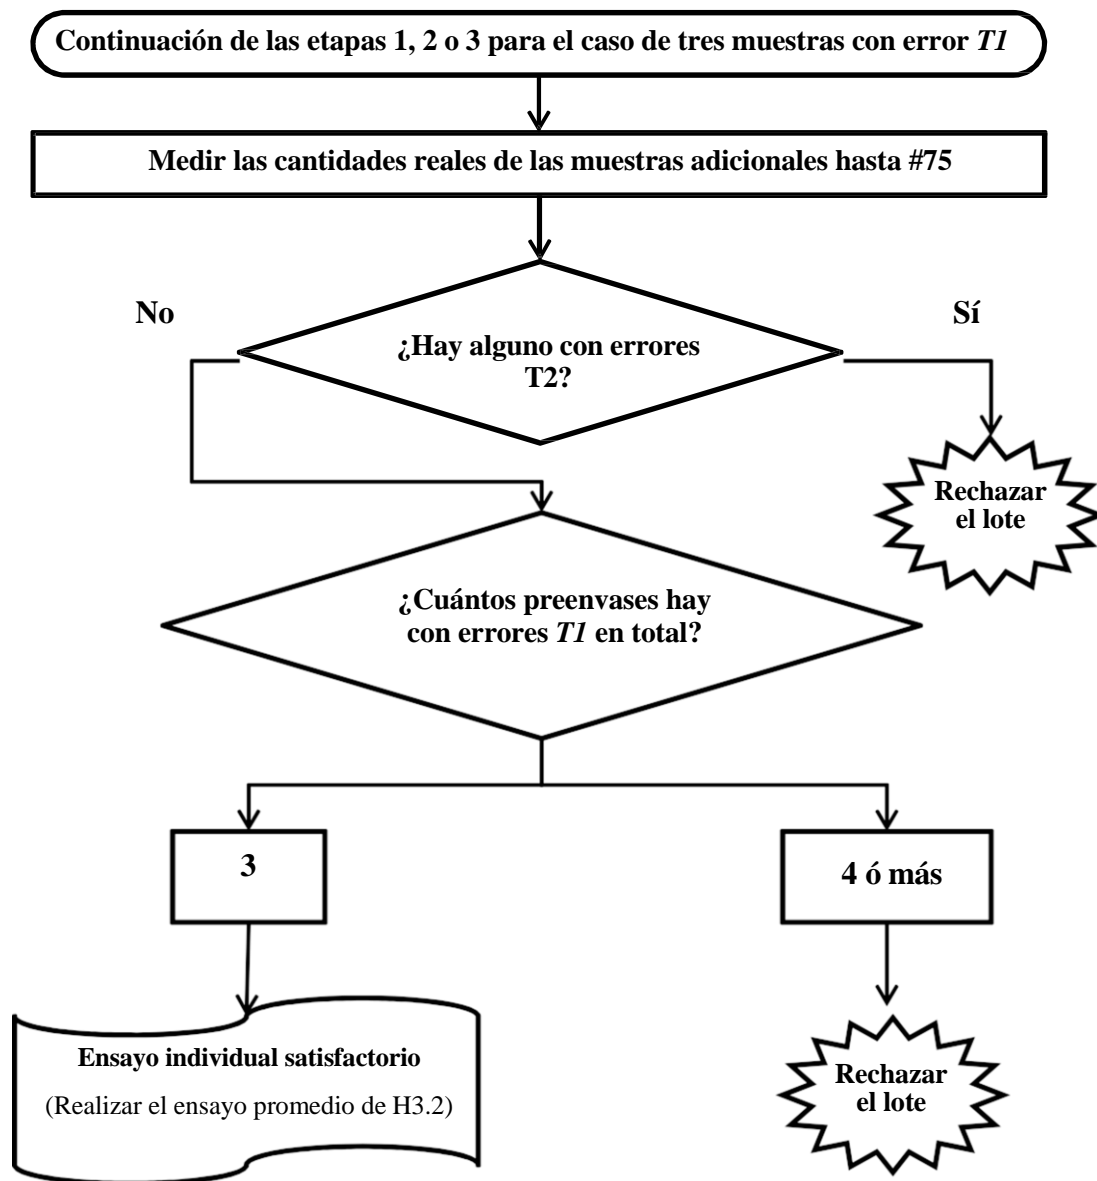 Continuación de las etapas 1, 2 o 3 para el caso de tres muestras con error T1
Medir las cantidades reales de las muestras adicionales hasta #75
No
Sí
¿Hay alguno con errores
T2?
Rechazar
el lote
¿Cuántos preenvases hay
con errores T1 en total?
3
4 ó más
Ensayo individual satisfactorio
(Realizar el ensayo promedio de H3.2)
Rechazar
el lote